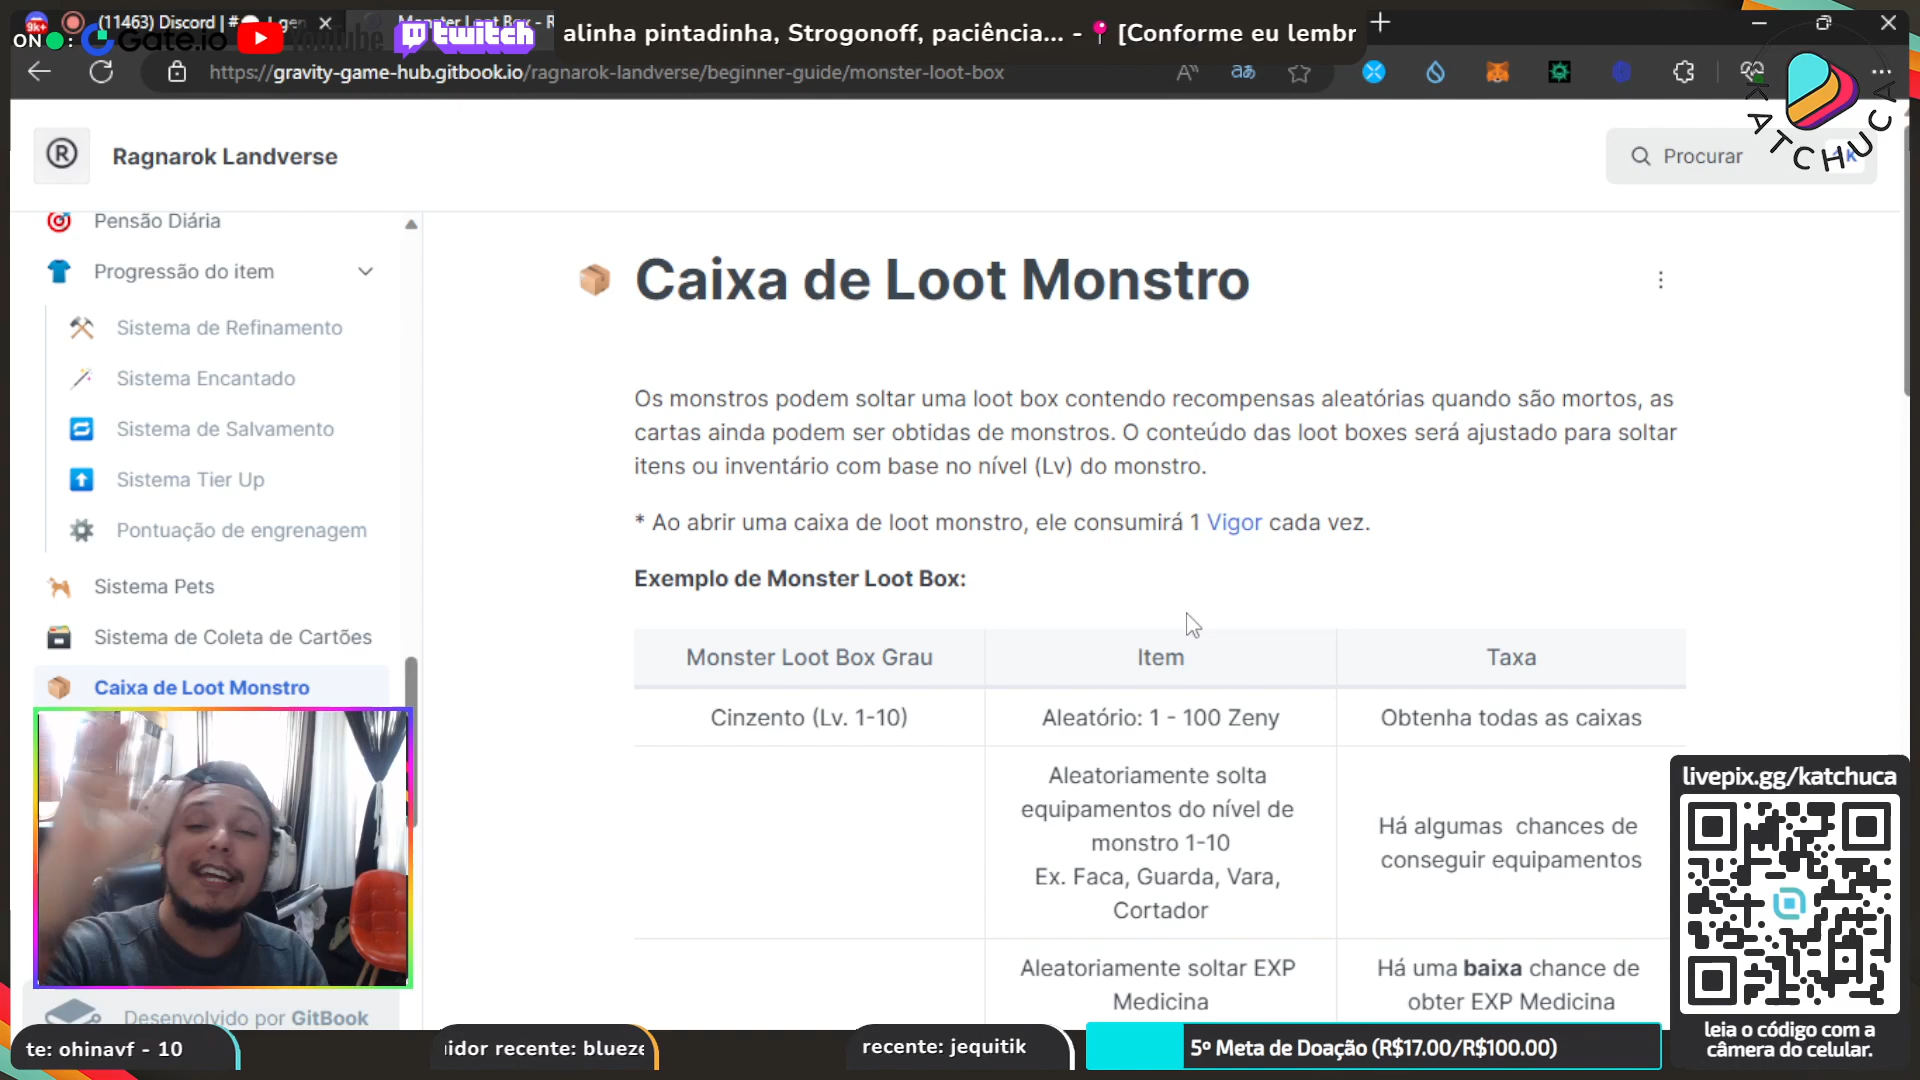 (11463) Discord | #
Monster Loot Box - R
ON :
Gate.io
YouTube
twitch
alinha pintadinha, Strogonoff, paciência... - 📍 [Conforme eu lembr
https://gravity-game-hub.gitbook.io/ragnarok-landverse/beginner-guide/monster-loot-box
KATCHUCA
Ragnarok Landverse
Procurar
Pensão Diária
Progressão do item
Sistema de Refinamento
Sistema Encantado
Sistema de Salvamento
Sistema Tier Up
Pontuação de engrenagem
Sistema Pets
Sistema de Coleta de Cartões
Caixa de Loot Monstro
Desenvolvido por GitBook
Caixa de Loot Monstro
Os monstros podem soltar uma loot box contendo recompensas aleatórias quando são mortos, as
cartas ainda podem ser obtidas de monstros. O conteúdo das loot boxes será ajustado para soltar
itens ou inventário com base no nível (Lv) do monstro.
* Ao abrir uma caixa de loot monstro, ele consumirá 1 Vigor cada vez.
Exemplo de Monster Loot Box:
Monster Loot Box Grau
Item
Taxa
Cinzento (Lv. 1-10)
Aleatório: 1 - 100 Zeny
Obtenha todas as caixas
Aleatoriamente solta
equipamentos do nível de
monstro 1-10
Ex. Faca, Guarda, Vara,
Cortador
Há algumas chances de
conseguir equipamentos
Aleatoriamente soltar EXP
Medicina
Há uma baixa chance de
obter EXP Medicina
livepix.gg/katchuca
leia o código com a
câmera do celular.
te: ohinavf - 10
idor recente: blueze
recente: jequitik
5º Meta de Doação (R$17.00/R$100.00)